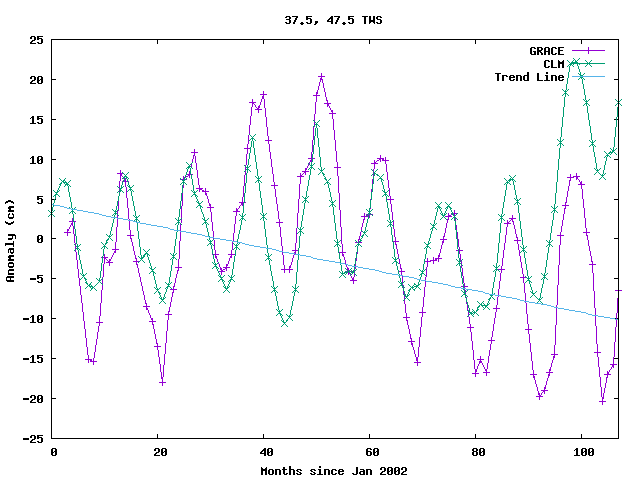 37.5, 47.5 TWS
GRACE
CLM
Trend Line
Anomaly (cm)
25
20
15
10
5
0
-5
-10
-15
-20
-25
0 20 40 60 80 100
Months since Jan 2002